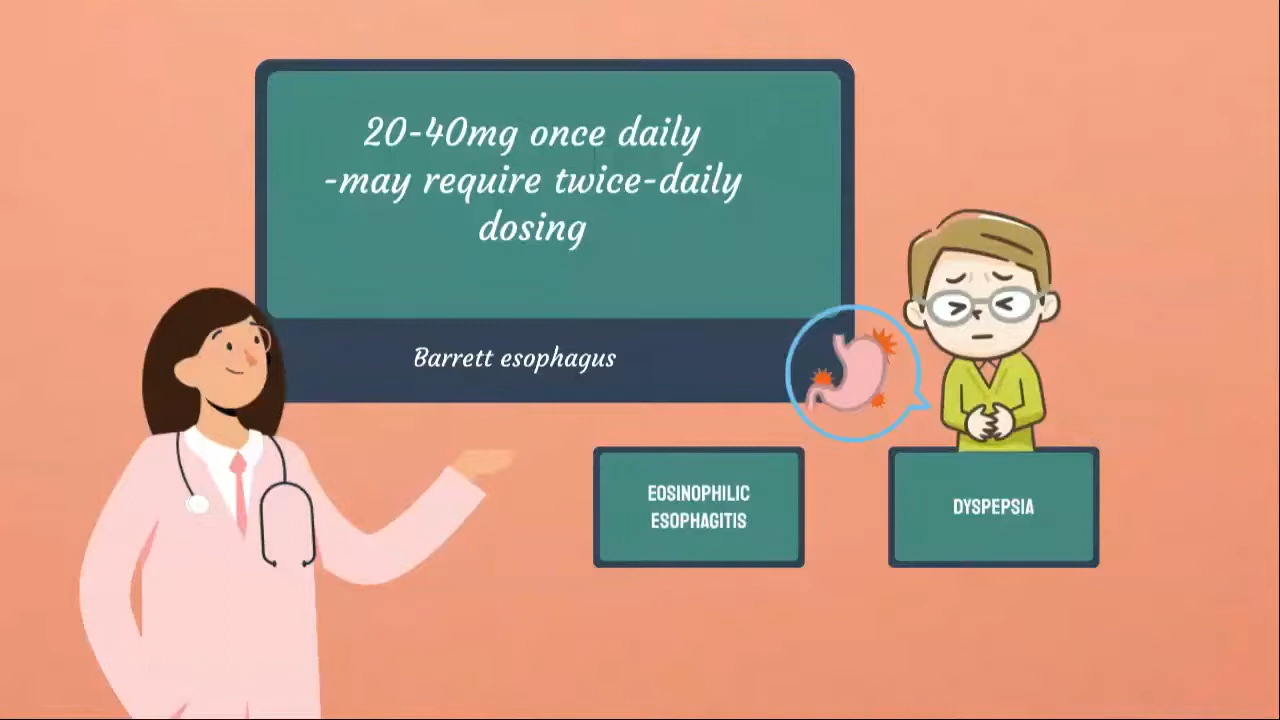 20-40mg once daily
-may require twice-daily
dosing
Barrett esophagus
EOSINOPHILIC
ESOPHAGITIS
DYSPEPSIA